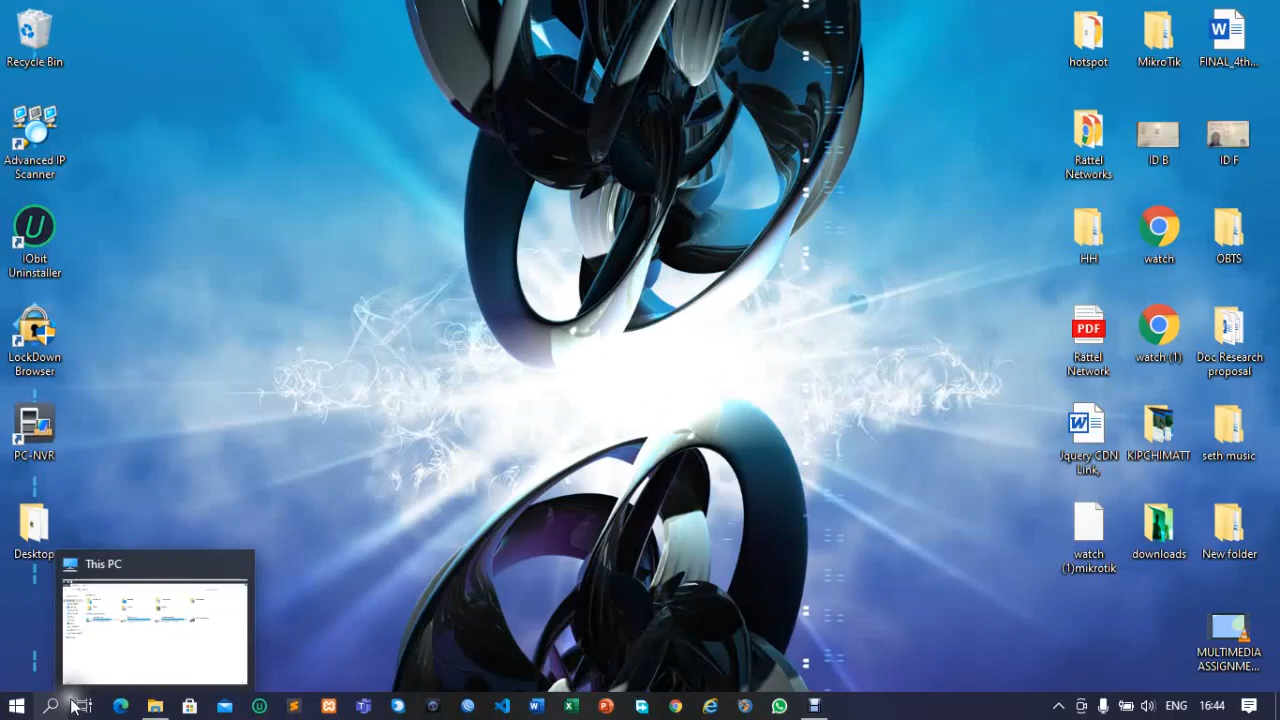 Recycle Bin
Advanced IP
Scanner
IObit
Uninstaller
LockDown
Browser
PC-NVR
Desktop
This PC
hotspot
MikroTik
FINAL_4th...
Rattel
Networks
ID B
ID F
HH
watch
OBTS
PDF
Rattel
Network
watch (1)
Doc Research
proposal
Jquery CDN
Link,
KIPCHIMATT
seth music
watch
(1)mikrotik
downloads
New folder
MULTIMEDIA
ASSIGNME...
ENG
16:44